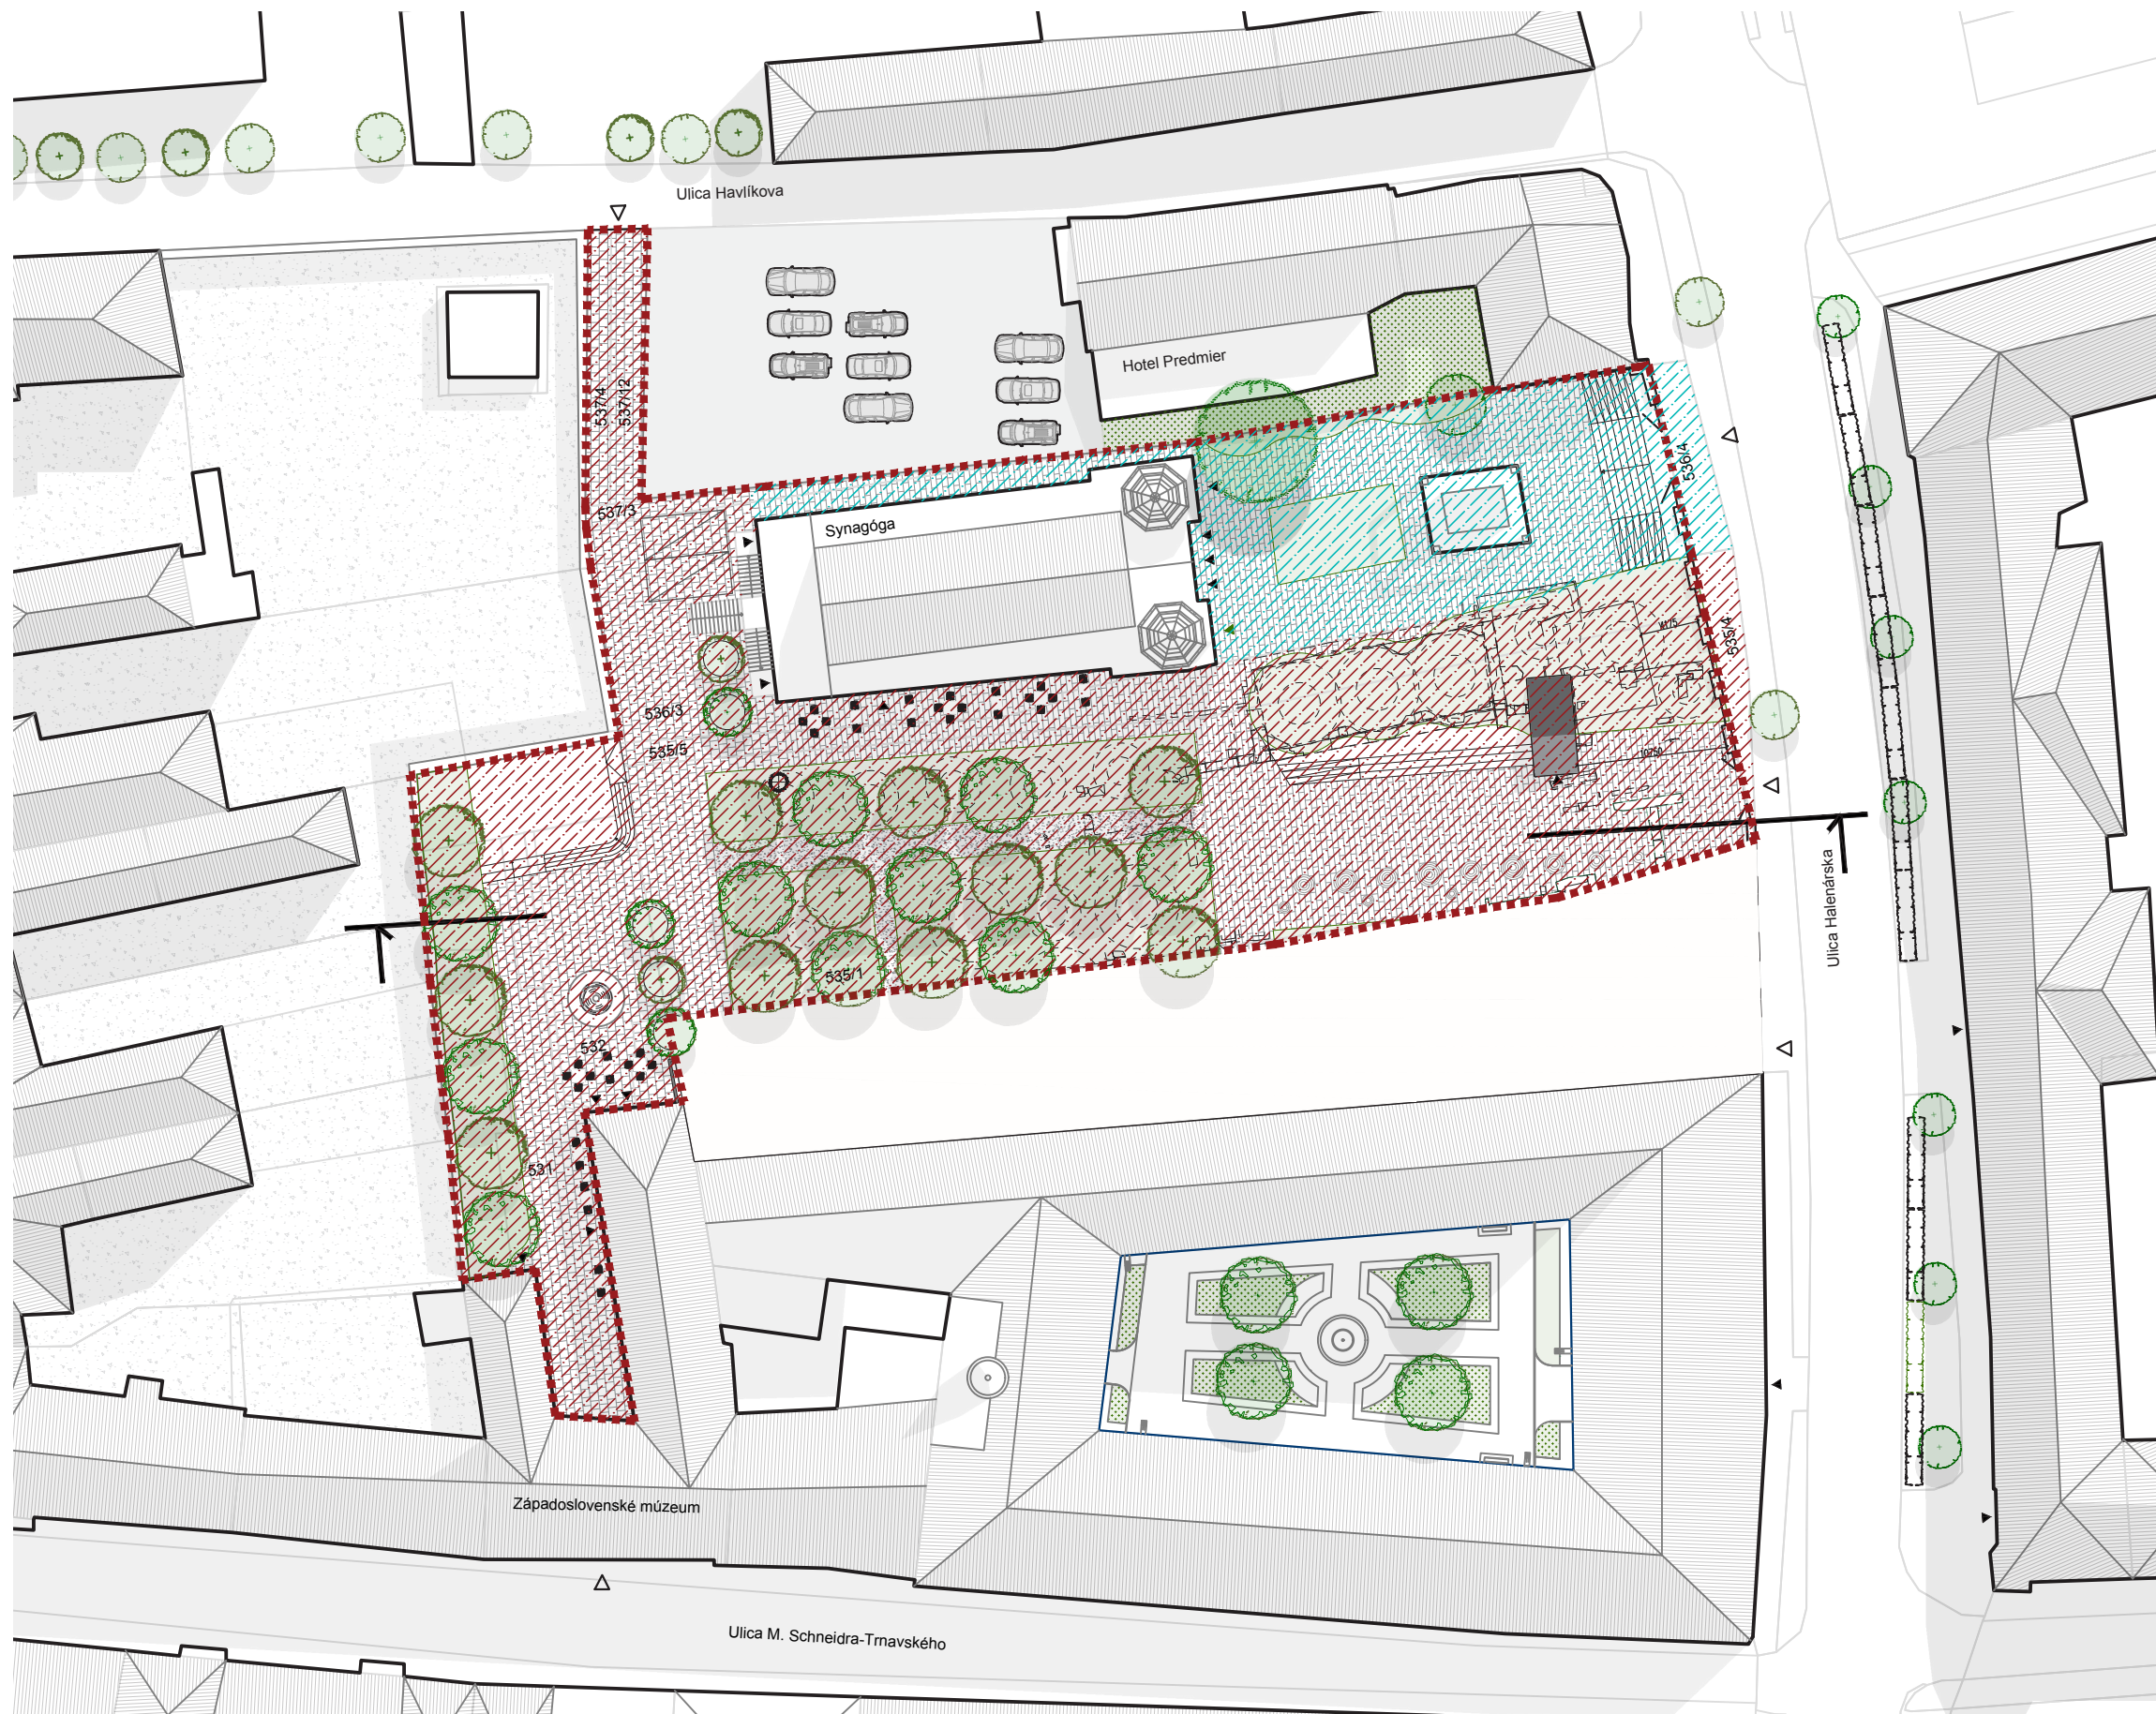 Ulica Havlíkova
Hotel Predmier
537/4
537/12
536/4
537/3
Synagóga
535/4
536/3
535/5
10750
535/1
Ulica Halenárska
532
531
Západoslovenské múzeum
Ulica M. Schneidra-Trnavského